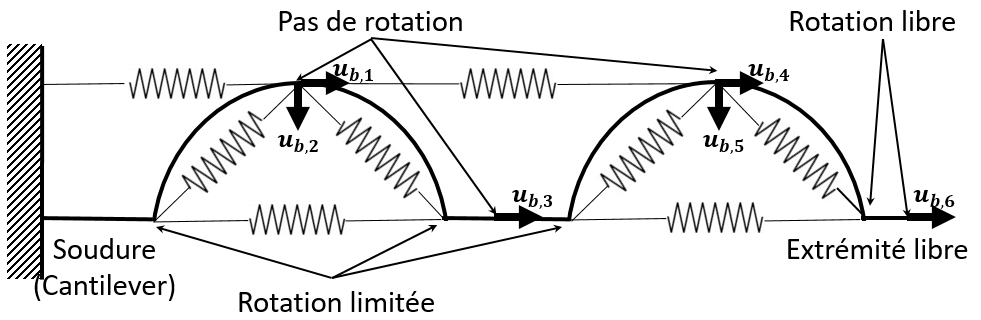 Pas de rotation
Rotation libre
u_{b,1}
u_{b,4}
u_{b,2}
u_{b,5}
u_{b,3}
u_{b,6}
Soudure
(Cantilever)
Extrémité libre
Rotation limitée